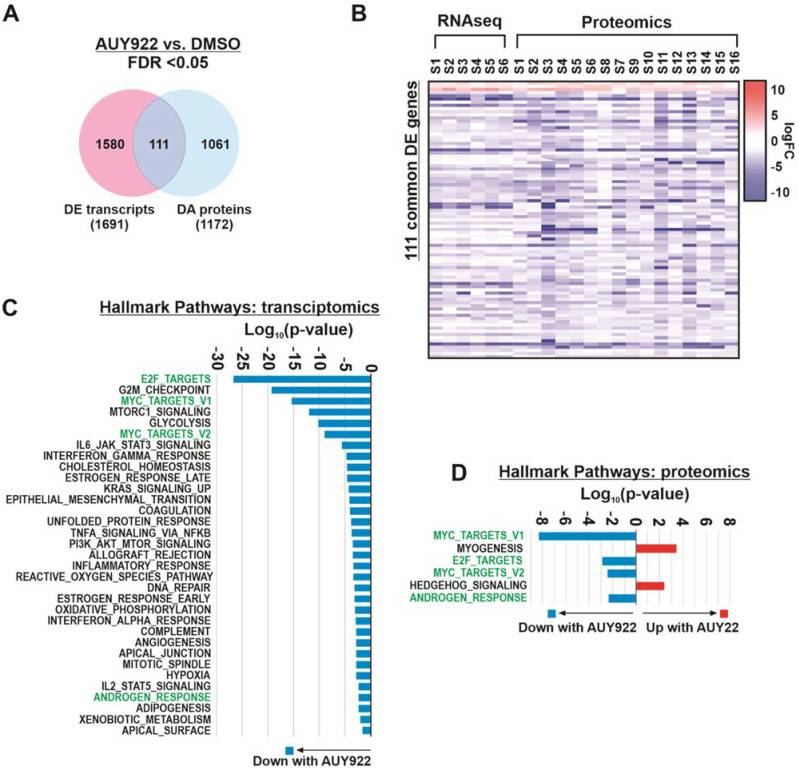 A
AUY922 vs. DMSO
FDR <0.05
1580
111
1061
DE transcripts
(1691)
DA proteins
(1172)
B
RNAseq
Proteomics
S1
S2
S3
S4
S5
S6
S1
S2
S3
S4
S5
S6
S8
S7
S9
S10
S11
S12
S13
S14
S15
S16
111 common DE genes
10
5
0
-5
-10
logFC
C
Hallmark Pathways: transciptomics
Log10(p-value)
-30
-25
-20
-15
-10
-5
0
E2F_TARGETS
G2M_CHECKPOINT
MYC_TARGETS_V1
MTORC1_SIGNALING
GLYCOLYSIS
MYC_TARGETS_V2
IL6_JAK_STAT3_SIGNALING
INTERFERON_GAMMA_RESPONSE
CHOLESTEROL_HOMEOSTASIS
ESTROGEN_RESPONSE_LATE
KRAS_SIGNALING_UP
EPITHELIAL_MESENCHYMAL_TRANSITION
COAGULATION
UNFOLDED_PROTEIN_RESPONSE
TNFA_SIGNALING_VIA_NFKB
PI3K_AKT_MTOR_SIGNALING
ALLOGRAFT_REJECTION
INFLAMMATORY_RESPONSE
REACTIVE_OXYGEN_SPECIES_PATHWAY
DNA_REPAIR
ESTROGEN_RESPONSE_EARLY
OXIDATIVE_PHOSPHORYLATION
INTERFERON_ALPHA_RESPONSE
COMPLEMENT
ANGIOGENESIS
APICAL_JUNCTION
MITOTIC_SPINDLE
HYPOXIA
IL2_STAT5_SIGNALING
ANDROGEN_RESPONSE
ADIPOGENESIS
XENOBIOTIC_METABOLISM
APICAL_SURFACE
Down with AUY922
D
Hallmark Pathways: proteomics
Log10(p-value)
-8
-6
-4
-2
0
2
4
6
8
MYC_TARGETS_V1
MYOGENESIS
E2F_TARGETS
MYC_TARGETS_V2
HEDGEHOG_SIGNALING
ANDROGEN_RESPONSE
Down with AUY922
Up with AUY22